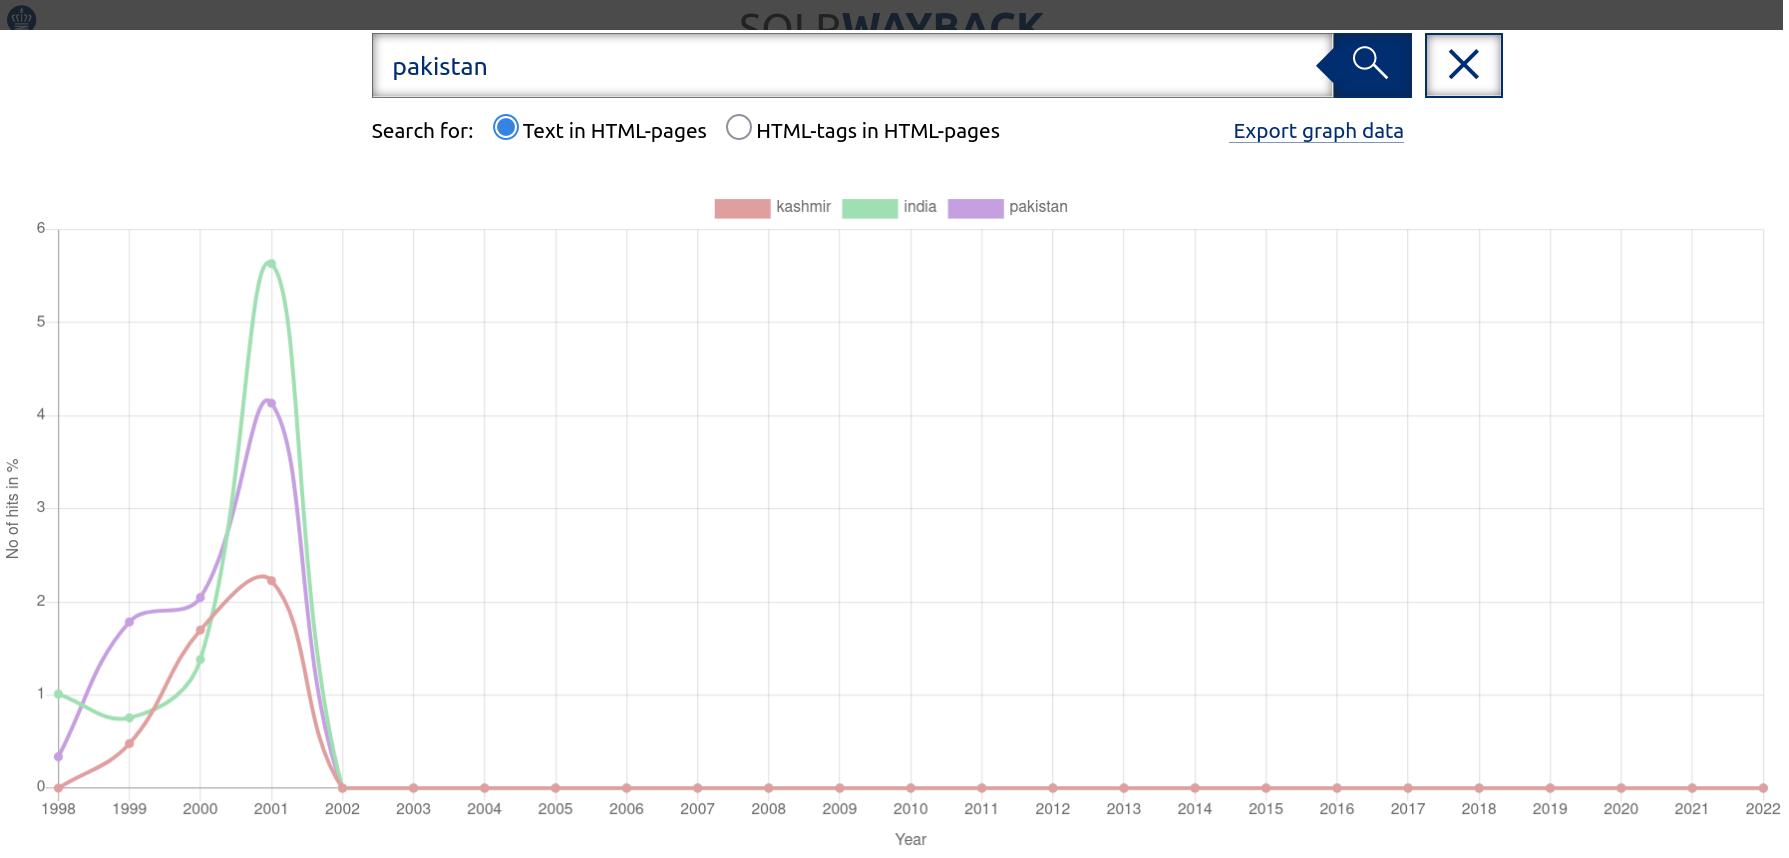 SOLRWAYBACK
pakistan
Search for: Text in HTML-pages HTML-tags in HTML-pages Export graph data
kashmir india pakistan
6
5
4
3
2
1
0
No of hits in %
1998 1999 2000 2001 2002 2003 2004 2005 2006 2007 2008 2009 2010 2011 2012 2013 2014 2015 2016 2017 2018 2019 2020 2021 2022
Year